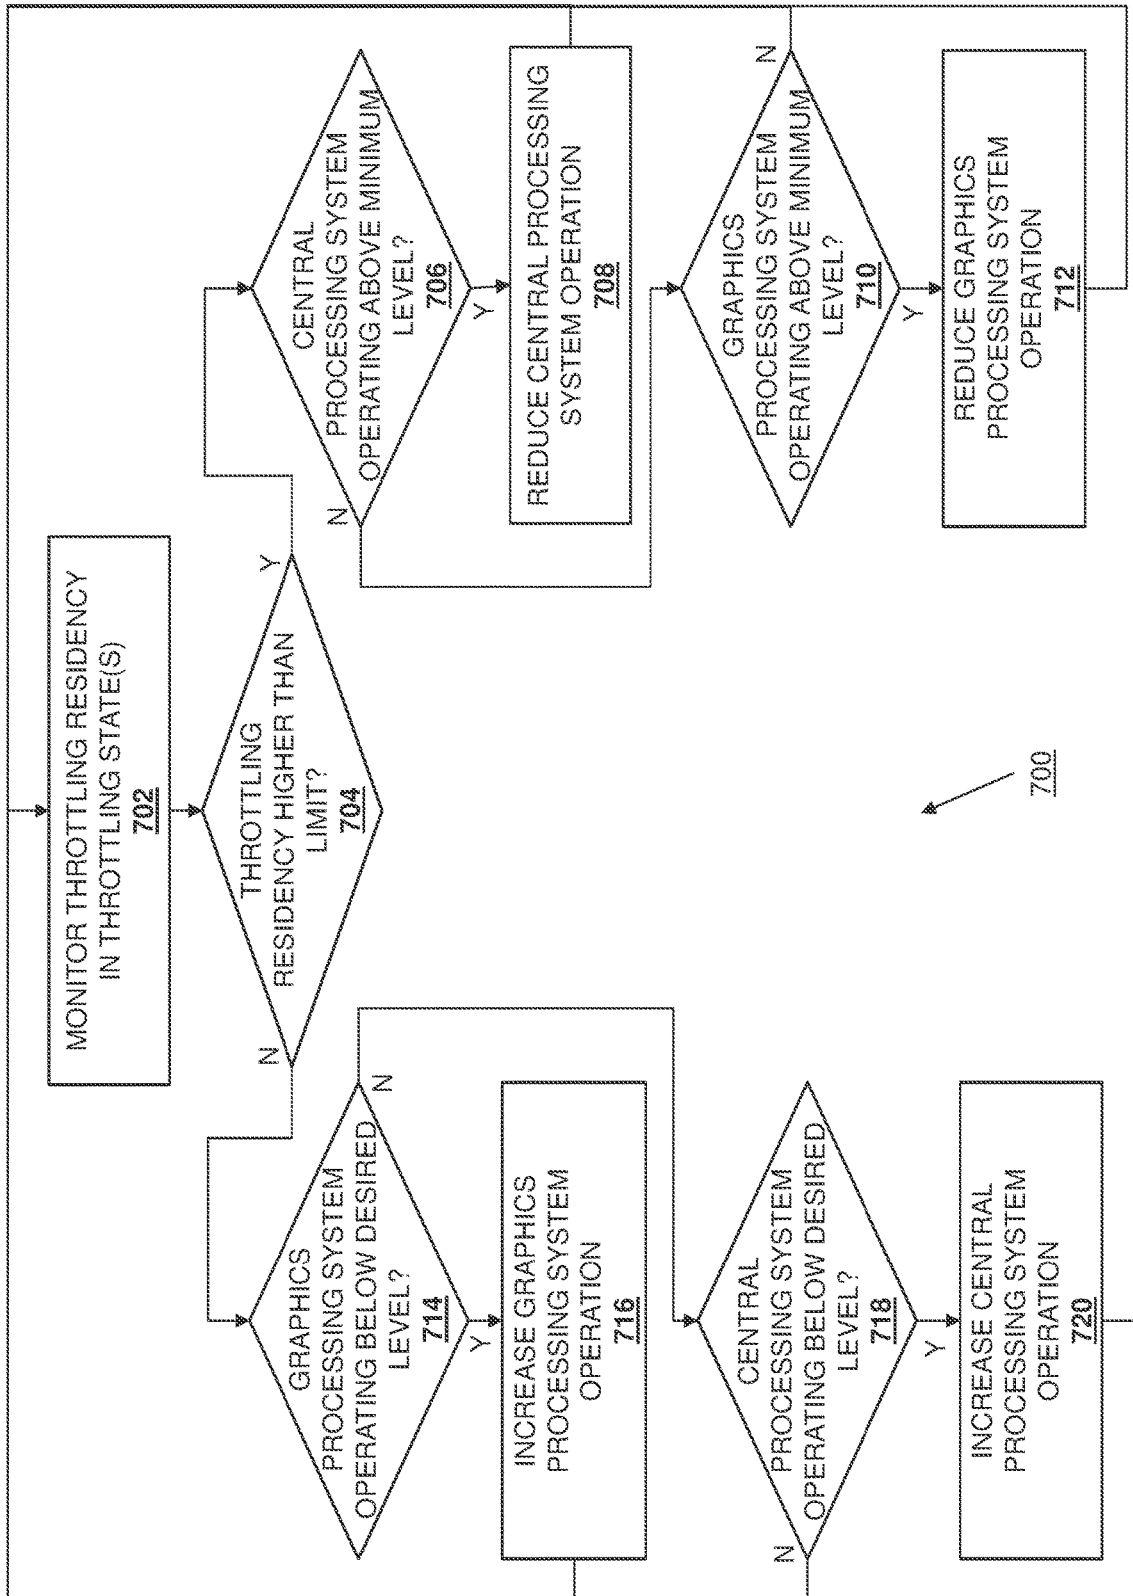 MONITOR THROTTLING RESIDENCY
IN THROTTLING STATE(S)
702
THROTTLING
RESIDENCY HIGHER THAN
LIMIT?
704
N
Y
GRAPHICS
PROCESSING SYSTEM
OPERATING BELOW DESIRED
LEVEL?
714
N
Y
INCREASE GRAPHICS
PROCESSING SYSTEM
OPERATION
716
CENTRAL
PROCESSING SYSTEM
OPERATING BELOW DESIRED
LEVEL?
718
N
Y
INCREASE CENTRAL
PROCESSING SYSTEM
OPERATION
720
CENTRAL
PROCESSING SYSTEM
OPERATING ABOVE MINIMUM
LEVEL?
706
N
Y
REDUCE CENTRAL PROCESSING
SYSTEM OPERATION
708
GRAPHICS
PROCESSING SYSTEM
OPERATING ABOVE MINIMUM
LEVEL?
710
N
Y
REDUCE GRAPHICS
PROCESSING SYSTEM
OPERATION
712
700